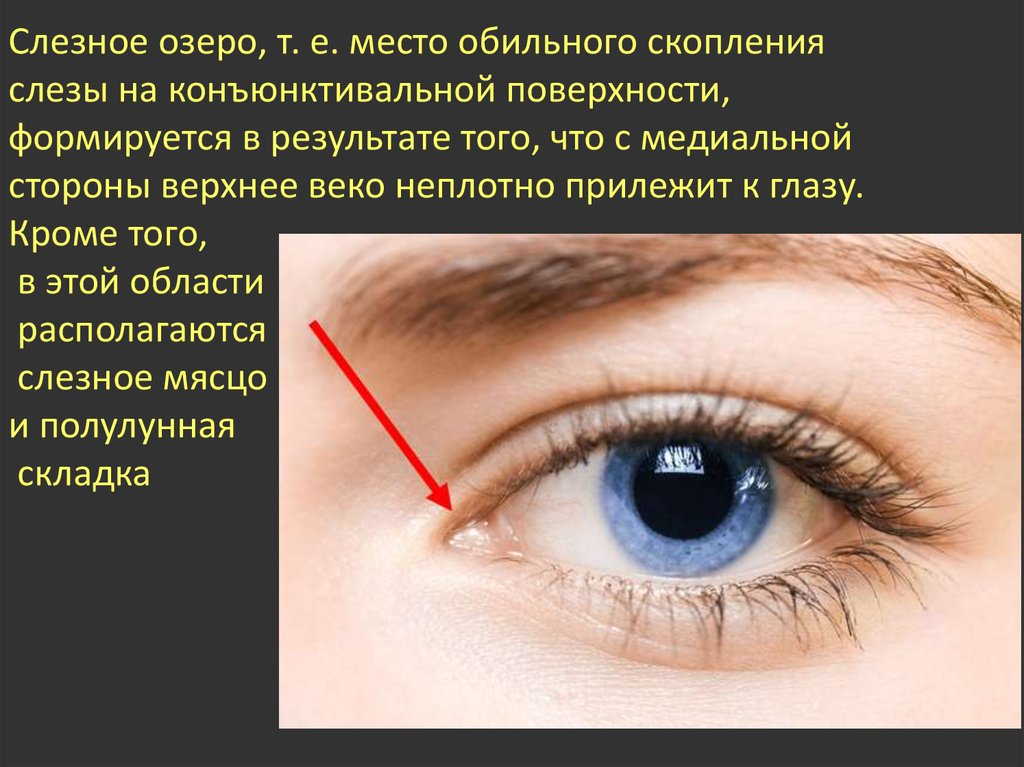 Слезное озеро, т. е. место обильного скопления
слезы на конъюнктивальной поверхности,
формируется в результате того, что с медиальной
стороны верхнее веко неплотно прилежит к глазу.
Кроме того,
в этой области
располагаются
слезное мясцо
и полулунная
складка